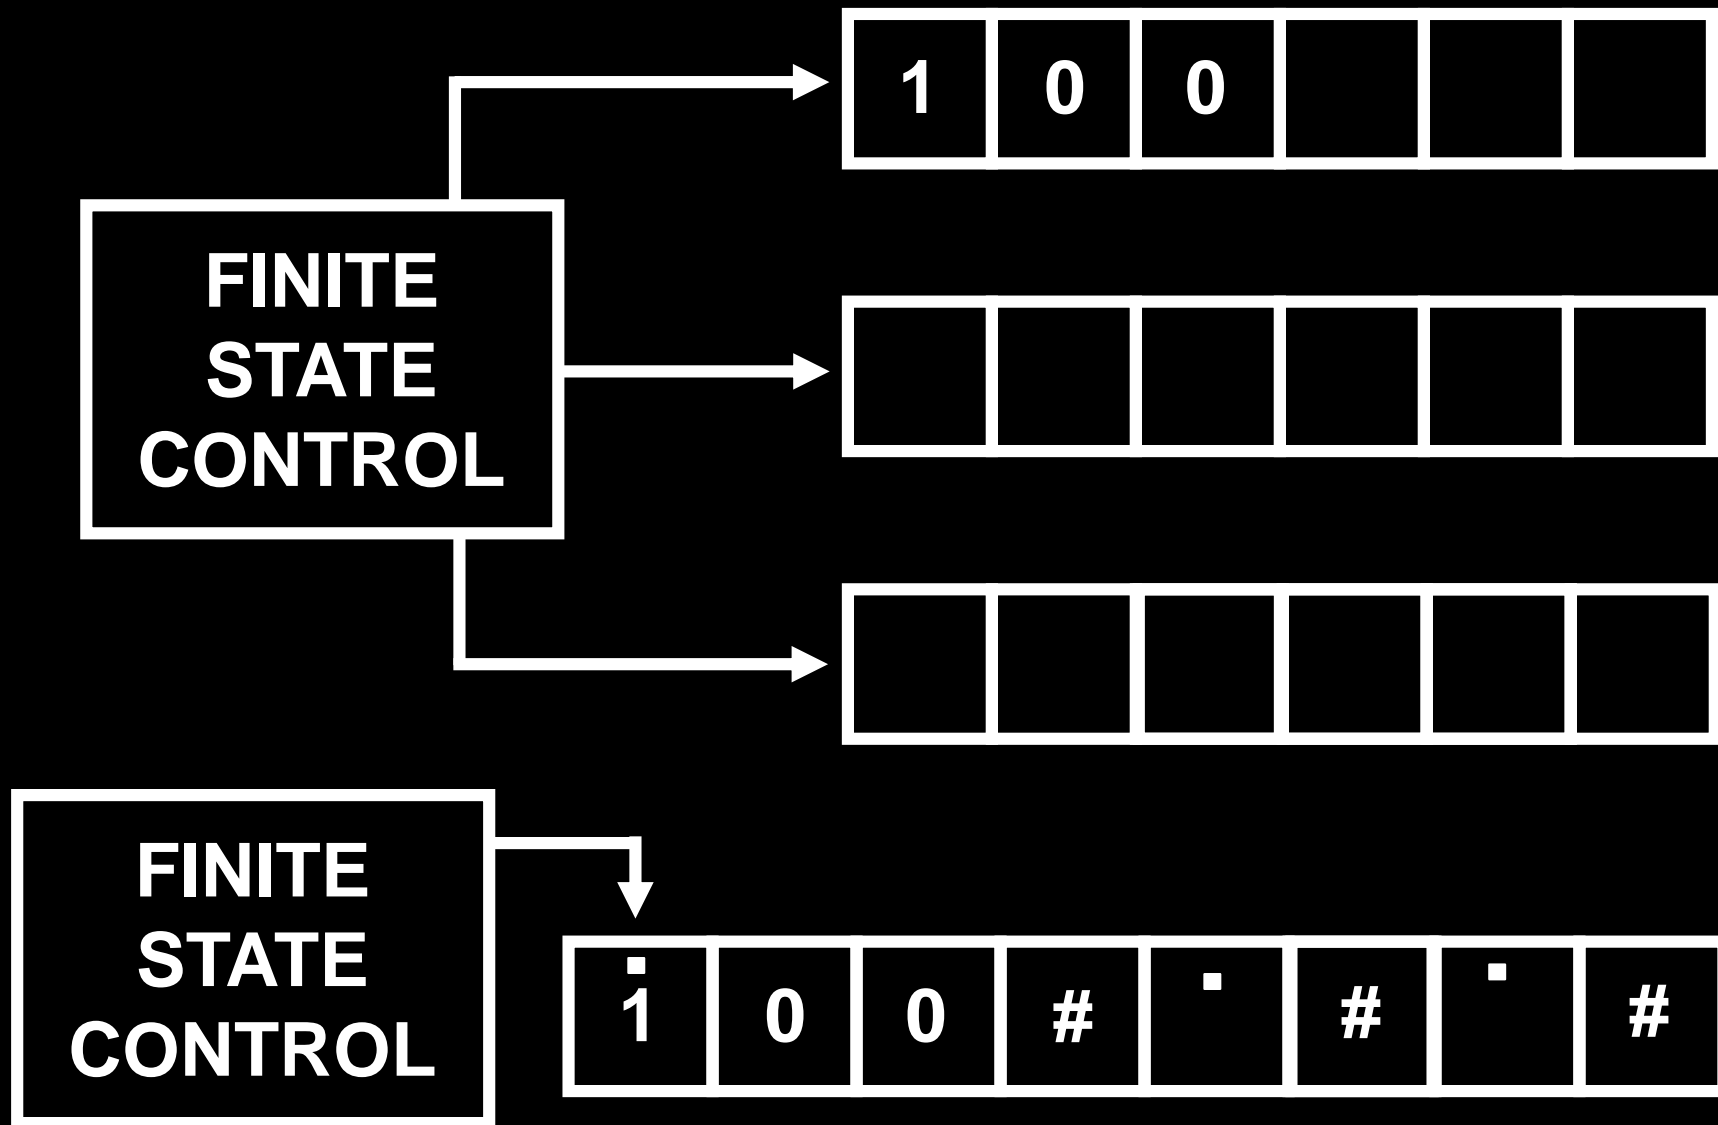 1 0 0
FINITE
STATE
CONTROL
FINITE
STATE
CONTROL
1 0 0 # # #